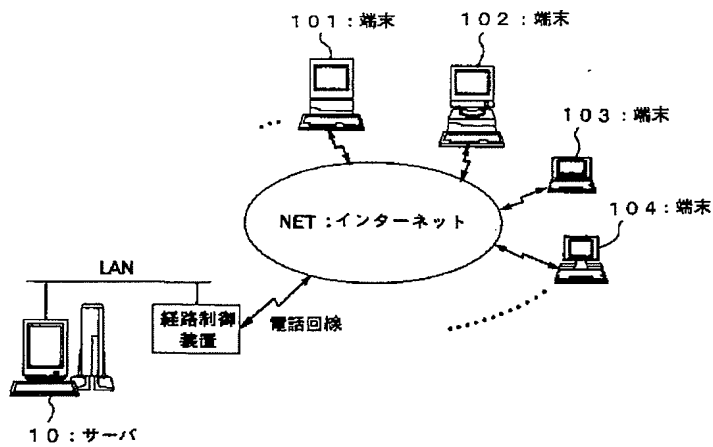 101:端末
102:端末
103:端末
104:端末
NET:インターネット
LAN
経路制御
装置
電話回線
10:サーバ